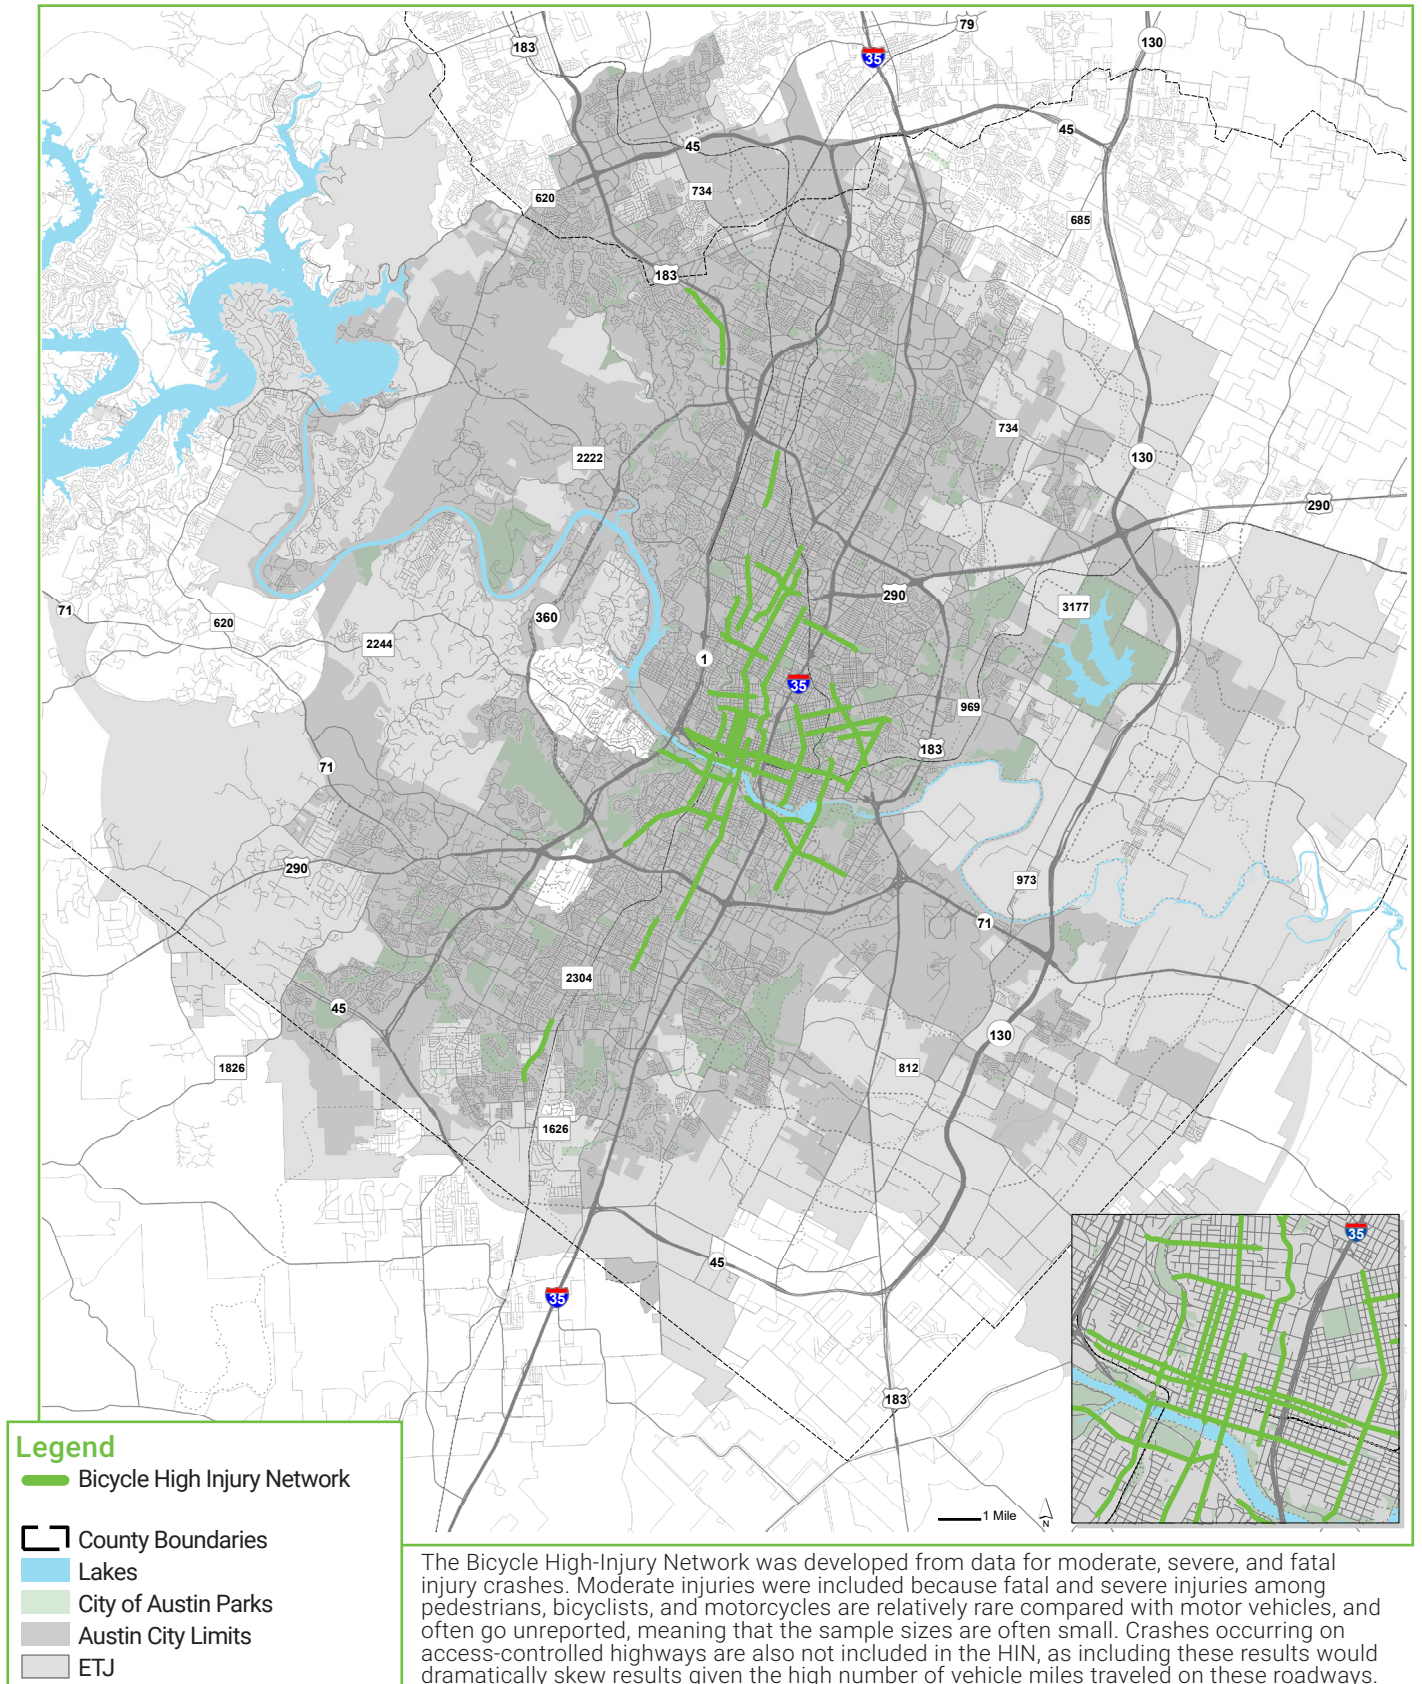 79
183
35
130
45
45
734
620
685
183
734
2222
130
290
290
3177
71
360
620
2244
1
35
969
183
71
290
973
71
2304
45
130
1826
812
1626
35
45
35
183
1 Mile
N
Legend
Bicycle High Injury Network
County Boundaries
Lakes
City of Austin Parks
Austin City Limits
ETJ
The Bicycle High-Injury Network was developed from data for moderate, severe, and fatal
injury crashes. Moderate injuries were included because fatal and severe injuries among
pedestrians, bicyclists, and motorcycles are relatively rare compared with motor vehicles, and
often go unreported, meaning that the sample sizes are often small. Crashes occurring on
access-controlled highways are also not included in the HIN, as including these results would
dramatically skew results given the high number of vehicle miles traveled on these roadways.